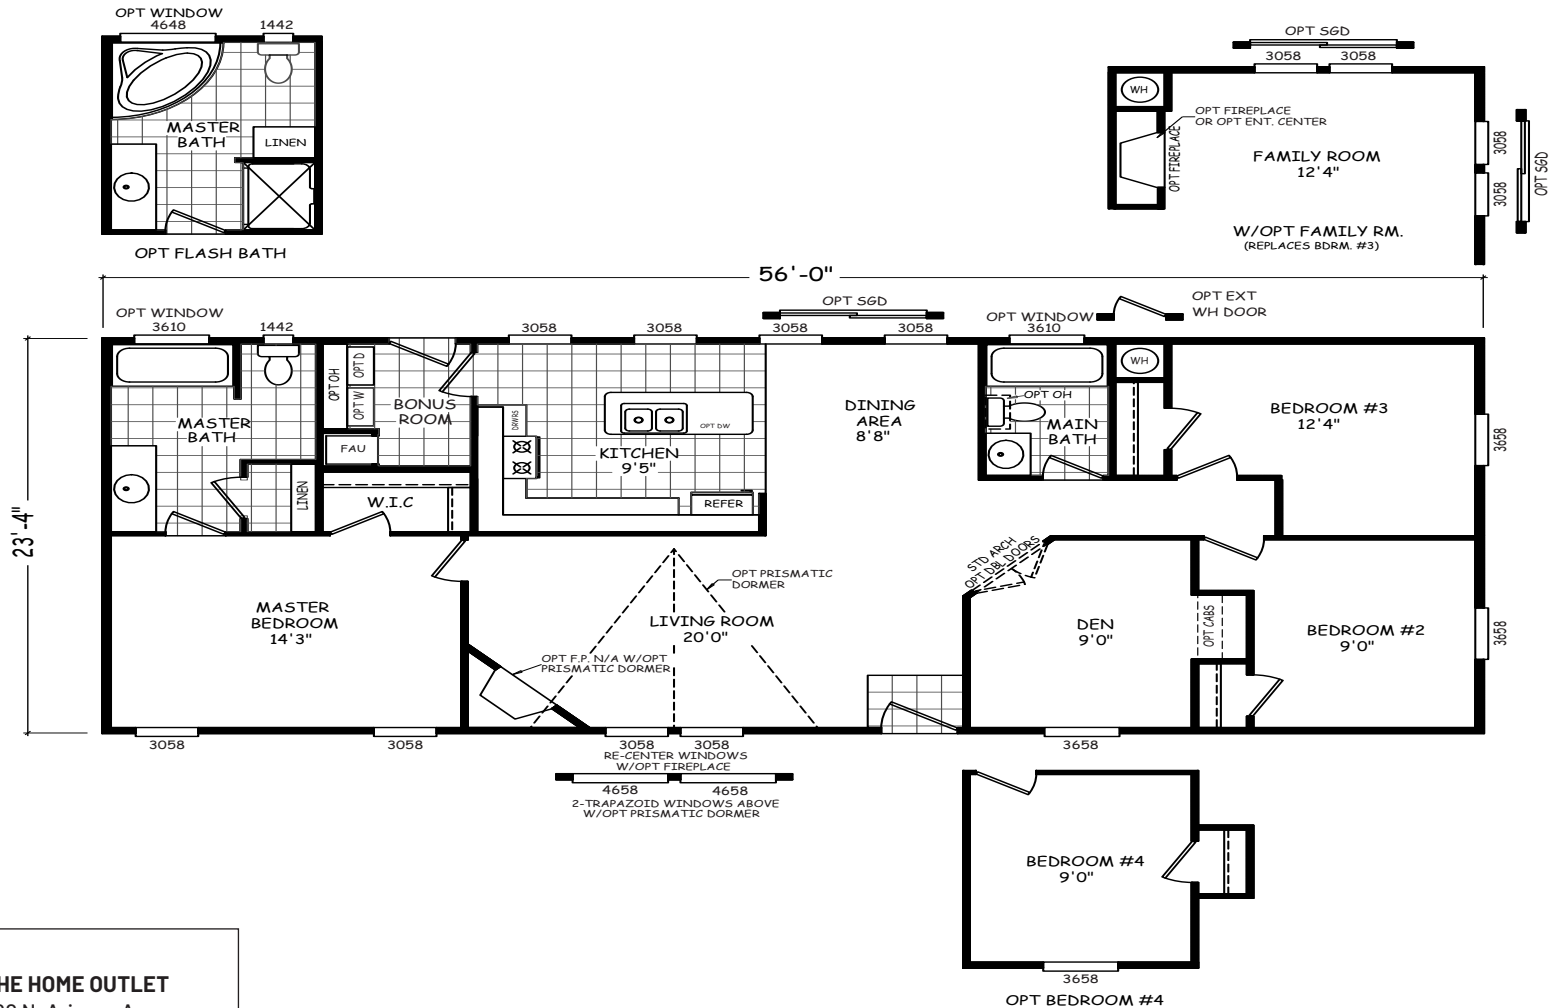 OPT WINDOW
4648
1442
MASTER
BATH
LINEN
OPT FLASH BATH
OPT SGD
3058
3058
WH
OPT FIREPLACE
OR OPT ENT. CENTER
OPT FIREPLACE
FAMILY ROOM
12'4"
3058
3058
OPT SGD
W/OPT FAMILY RM.
(REPLACES BDRM. #3)
56'-0"
OPT WINDOW
3610
1442
3058
3058
OPT SGD
3058
3058
OPT WINDOW
3610
OPT EXT
WH DOOR
23'-4"
MASTER
BATH
LINEN
OPT OH
OPT D
OPT W
BONUS
ROOM
FAU
W.I.C
DRWRS
OPT DW
KITCHEN
9'5"
REFER
DINING
AREA
8'8"
OPT OH
MAIN
BATH
WH
BEDROOM #3
12'4"
3658
MASTER
BEDROOM
14'3"
OPT PRISMATIC
DORMER
LIVING ROOM
20'0"
OPT F.P. N/A W/OPT
PRISMATIC DORMER
STD ARCH
OPT DBL DOORS
DEN
9'0"
OPT CABS
BEDROOM #2
9'0"
3658
3058
3058
3058
3058
RE-CENTER WINDOWS
W/OPT FIREPLACE
4658
4658
2-TRAPAZOID WINDOWS ABOVE
W/OPT PRISMATIC DORMER
3658
BEDROOM #4
9'0"
3658
OPT BEDROOM #4
HE HOME OUTLET